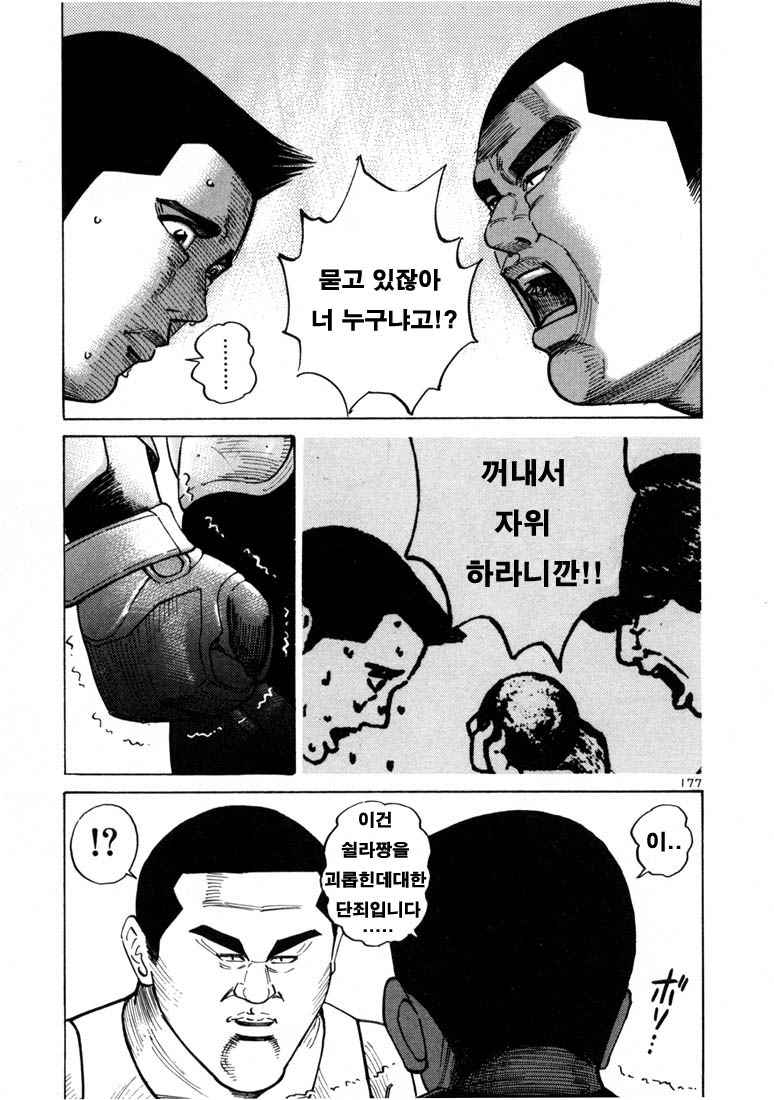 묻고 있잖아
너 누구냐고!?
……
꺼내서
자위
하라니깐!!
177
이..
이건
쉴라짱을
괴롭힌데대한
단죄입니다
.....
!?
ボリ…